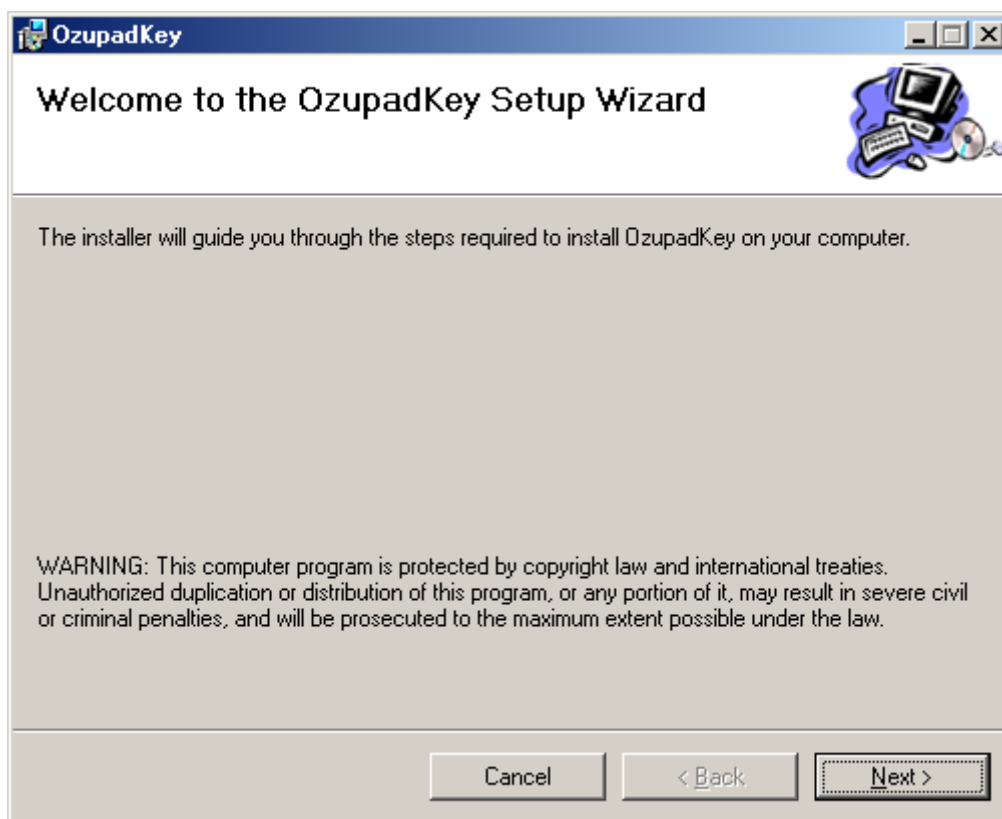 OzupadKey
Welcome to the OzupadKey Setup Wizard
The installer will guide you through the steps required to install OzupadKey on your computer.
WARNING: This computer program is protected by copyright law and international treaties.
Unauthorized duplication or distribution of this program, or any portion of it, may result in severe civil
or criminal penalties, and will be prosecuted to the maximum extent possible under the law.
Cancel
< Back
Next >